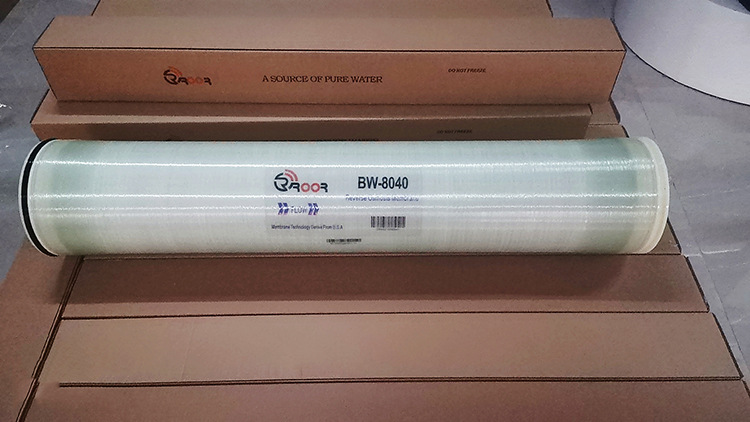 ROOR
A SOURCE OF PURE WATER
DO NOT FREEZE
ROOR
BW-8040
Reverse Osmosis Membrane
FLOW
Membrane Technology Derive From U.S.A